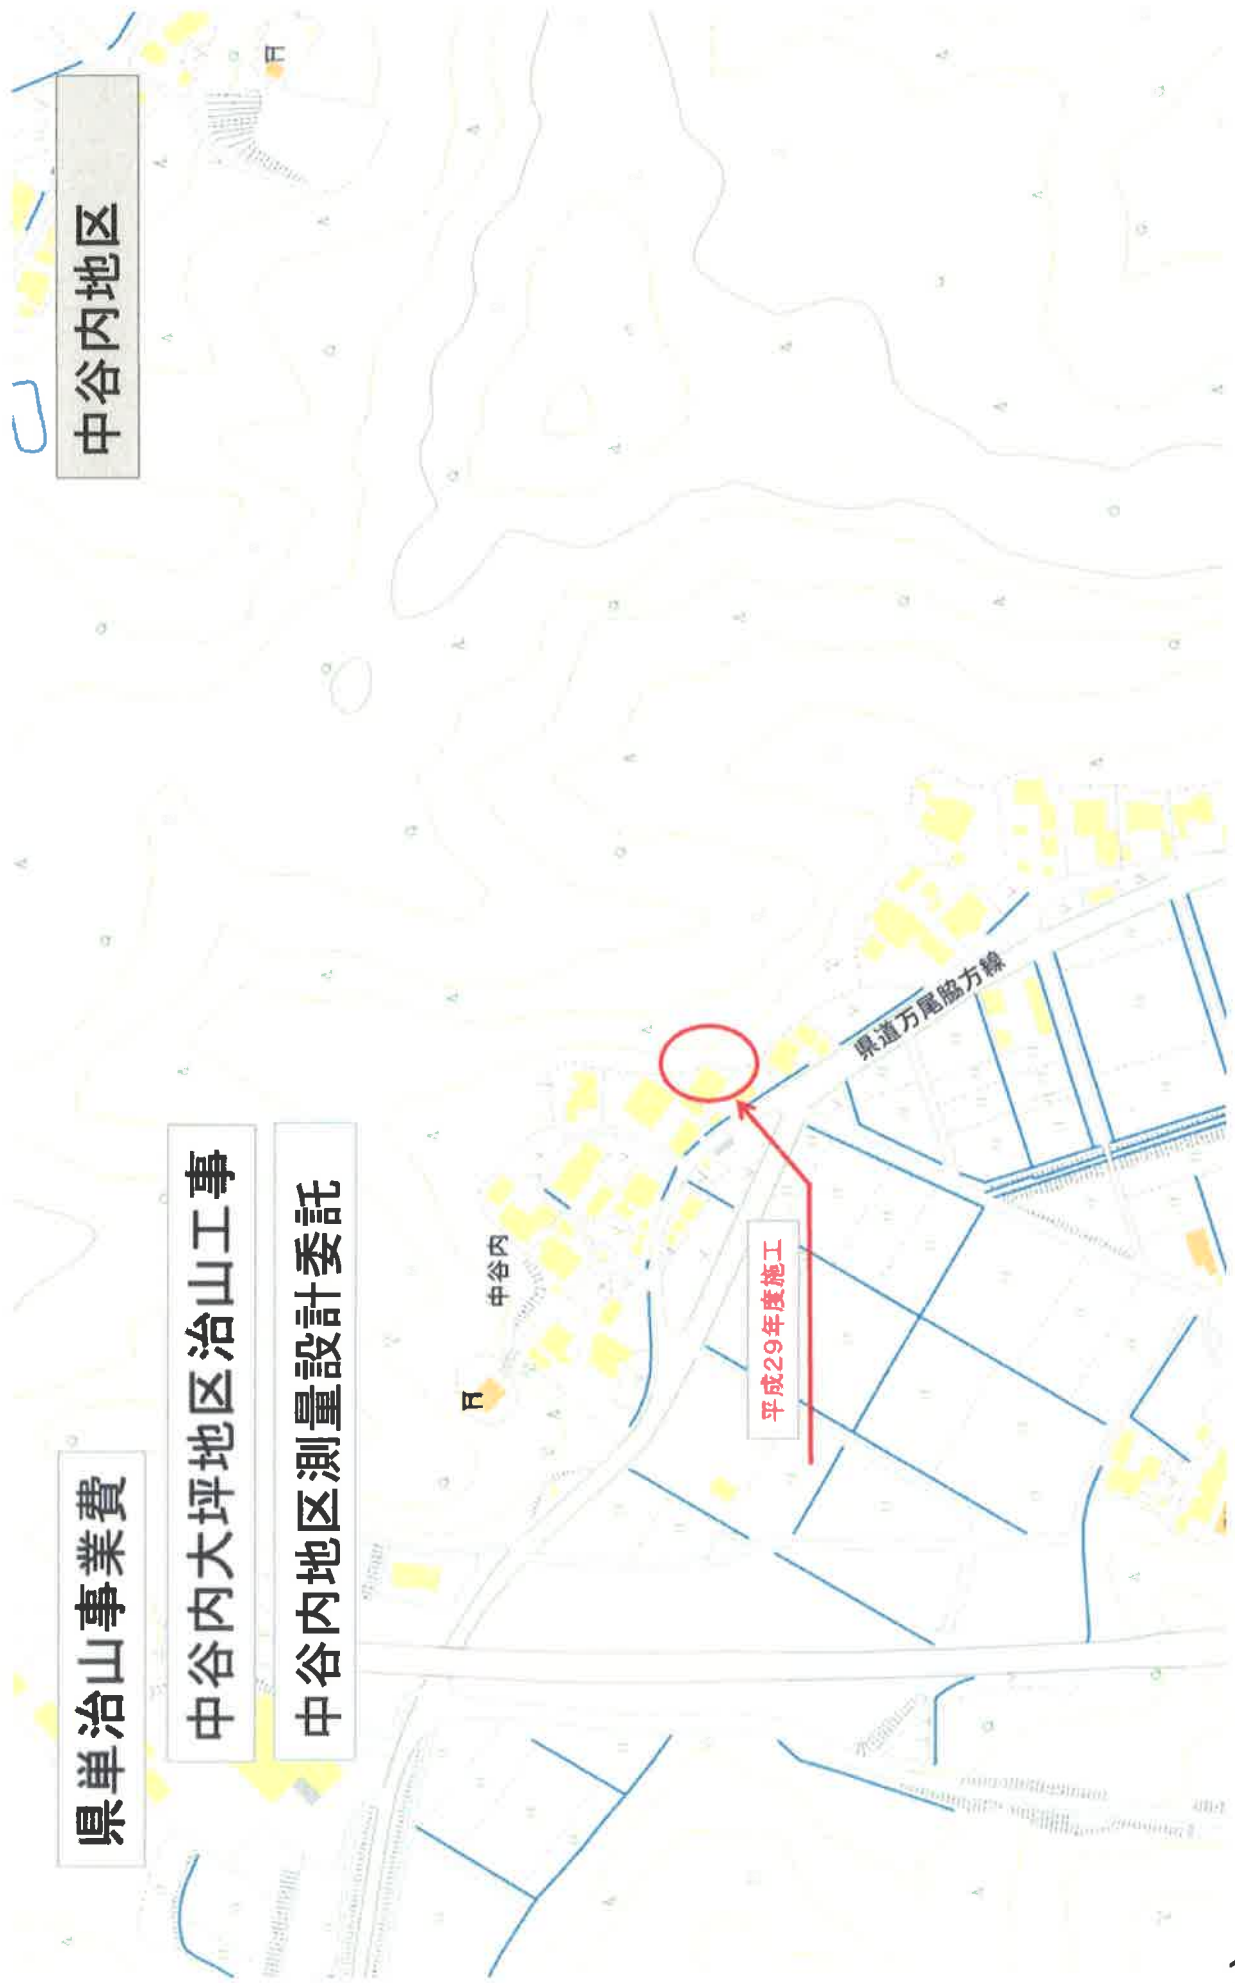 県単治山事業費
中谷内大坪地区治山工事
中谷内地区測量設計委託
中谷内地区
中谷内
平成29年度施工
県道万尾脇方線